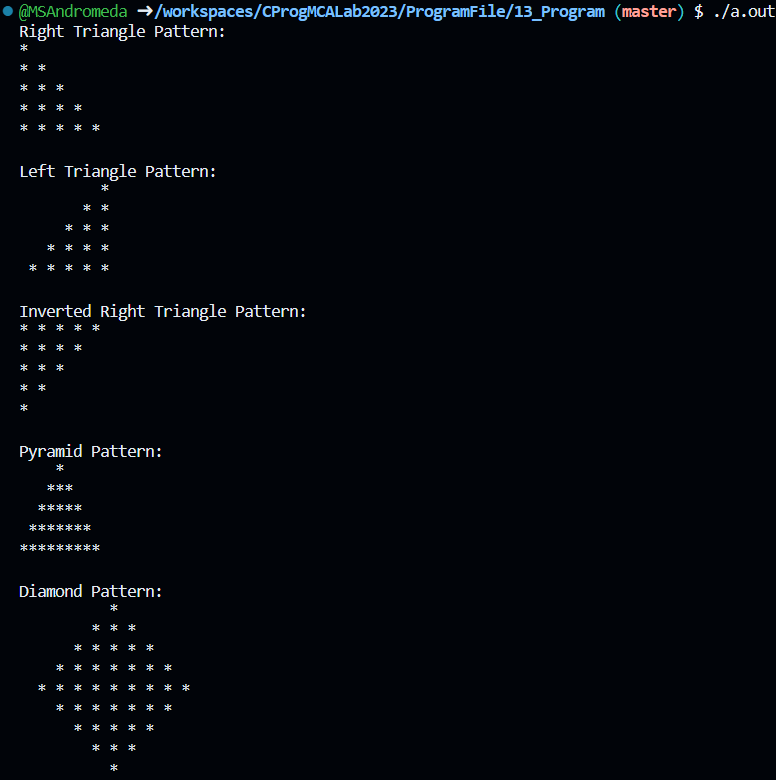 @MSAndromeda ➜/workspaces/CProgMCALab2023/ProgramFile/13_Program (master) $ ./a.out
Right Triangle Pattern:
*
* *
* * *
* * * *
* * * * *

Left Triangle Pattern:
         *
       * *
     * * *
   * * * *
 * * * * *

Inverted Right Triangle Pattern:
* * * * *
* * * *
* * *
* *
*

Pyramid Pattern:
    *
   ***
  *****
 *******
*********

Diamond Pattern:
          *
        * * *
      * * * * *
    * * * * * * *
  * * * * * * * * *
    * * * * * * *
      * * * * *
        * * *
          *